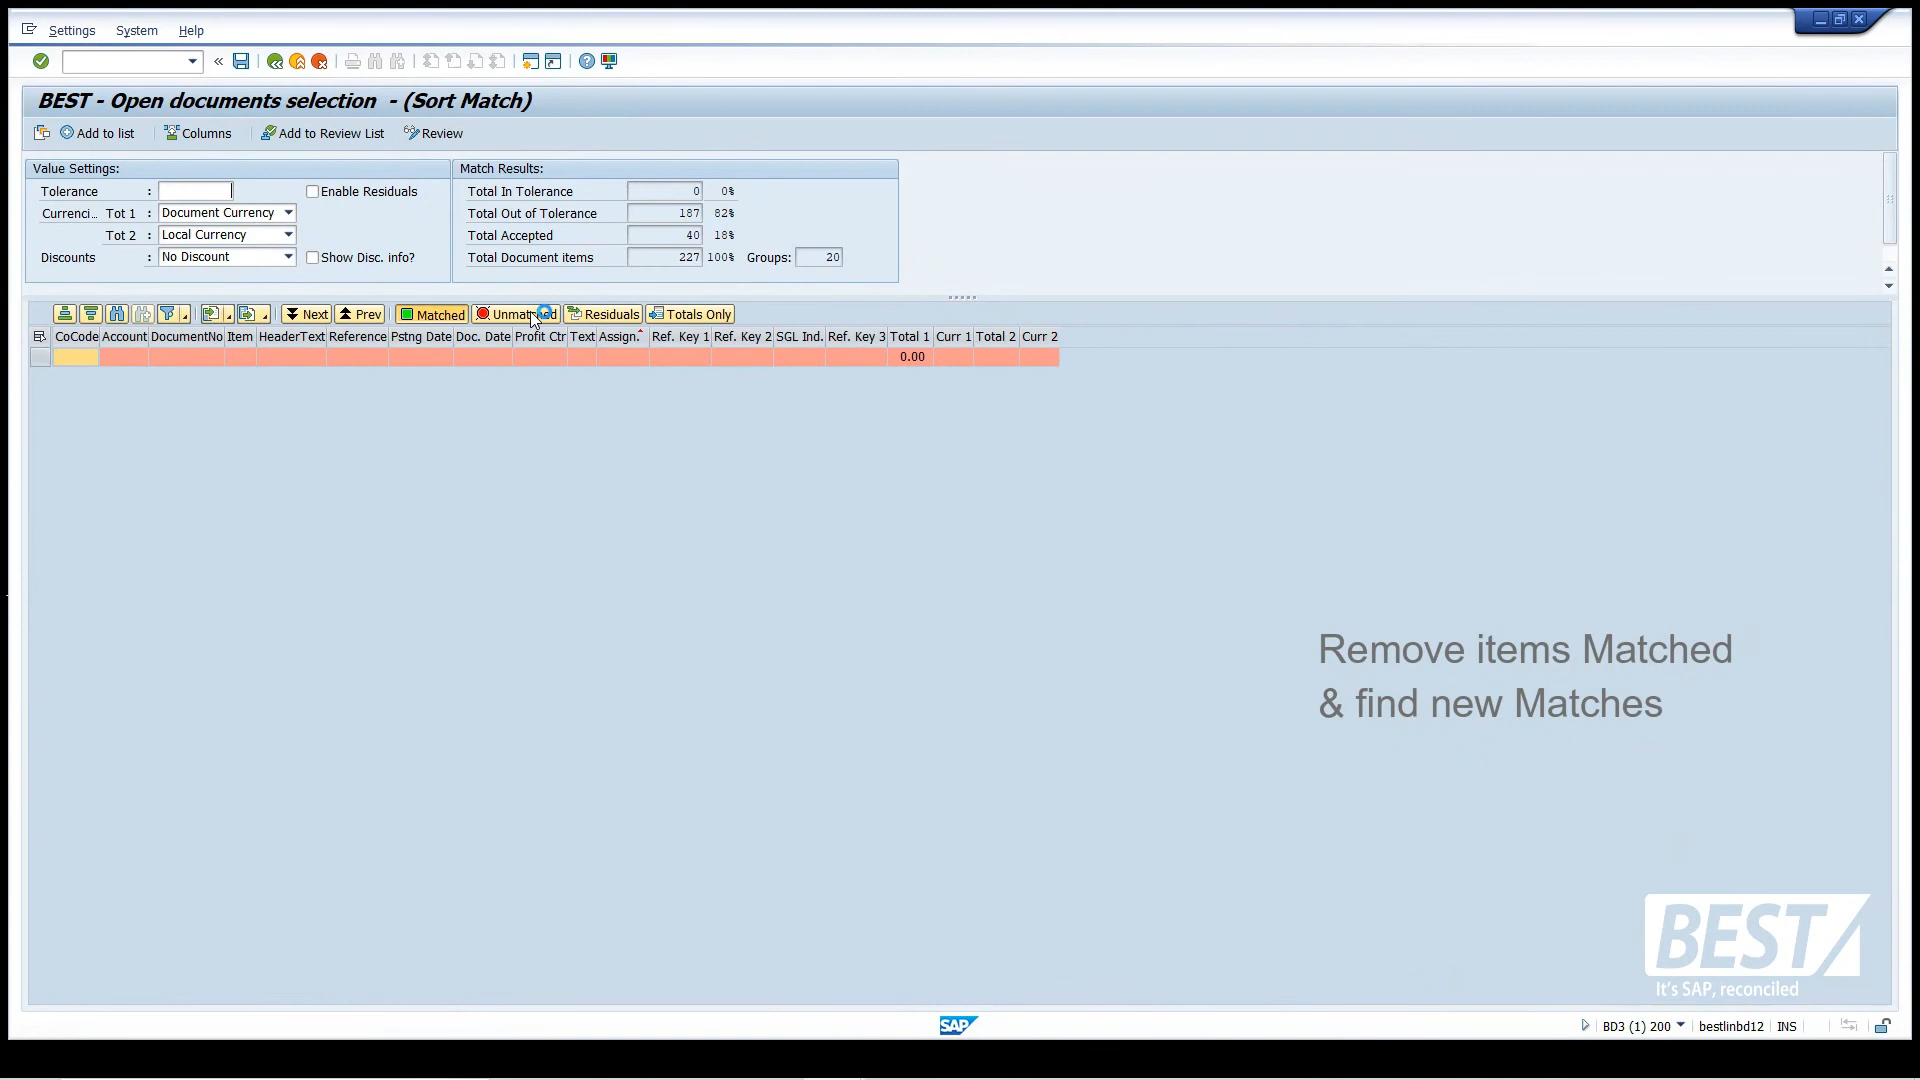 Settings System Help
BEST - Open documents selection - (Sort Match)
Add to list Columns Add to Review List Review
Value Settings: Match Results:
Tolerance : Enable Residuals Total In Tolerance 0 0%
Currenci... Tot 1 : Document Currency Total Out of Tolerance 187 82%
Tot 2 : Local Currency Total Accepted 40 18%
Discounts : No Discount Show Disc. info? Total Document items 227 100% Groups: 20
Next Prev Matched Residuals Totals Only
CoCode Account DocumentNo Item HeaderText Reference Pstng Date Doc. Date Profit Ctr Text Assign. Ref. Key 1 Ref. Key 2 SGL Ind. Ref. Key 3 Total 1 Curr 1 Total 2 Curr 2
0.00
Remove items Matched
& find new Matches
BEST
It's SAP, reconciled
SAP BD3 (1) 200 bestlinbd12 INS